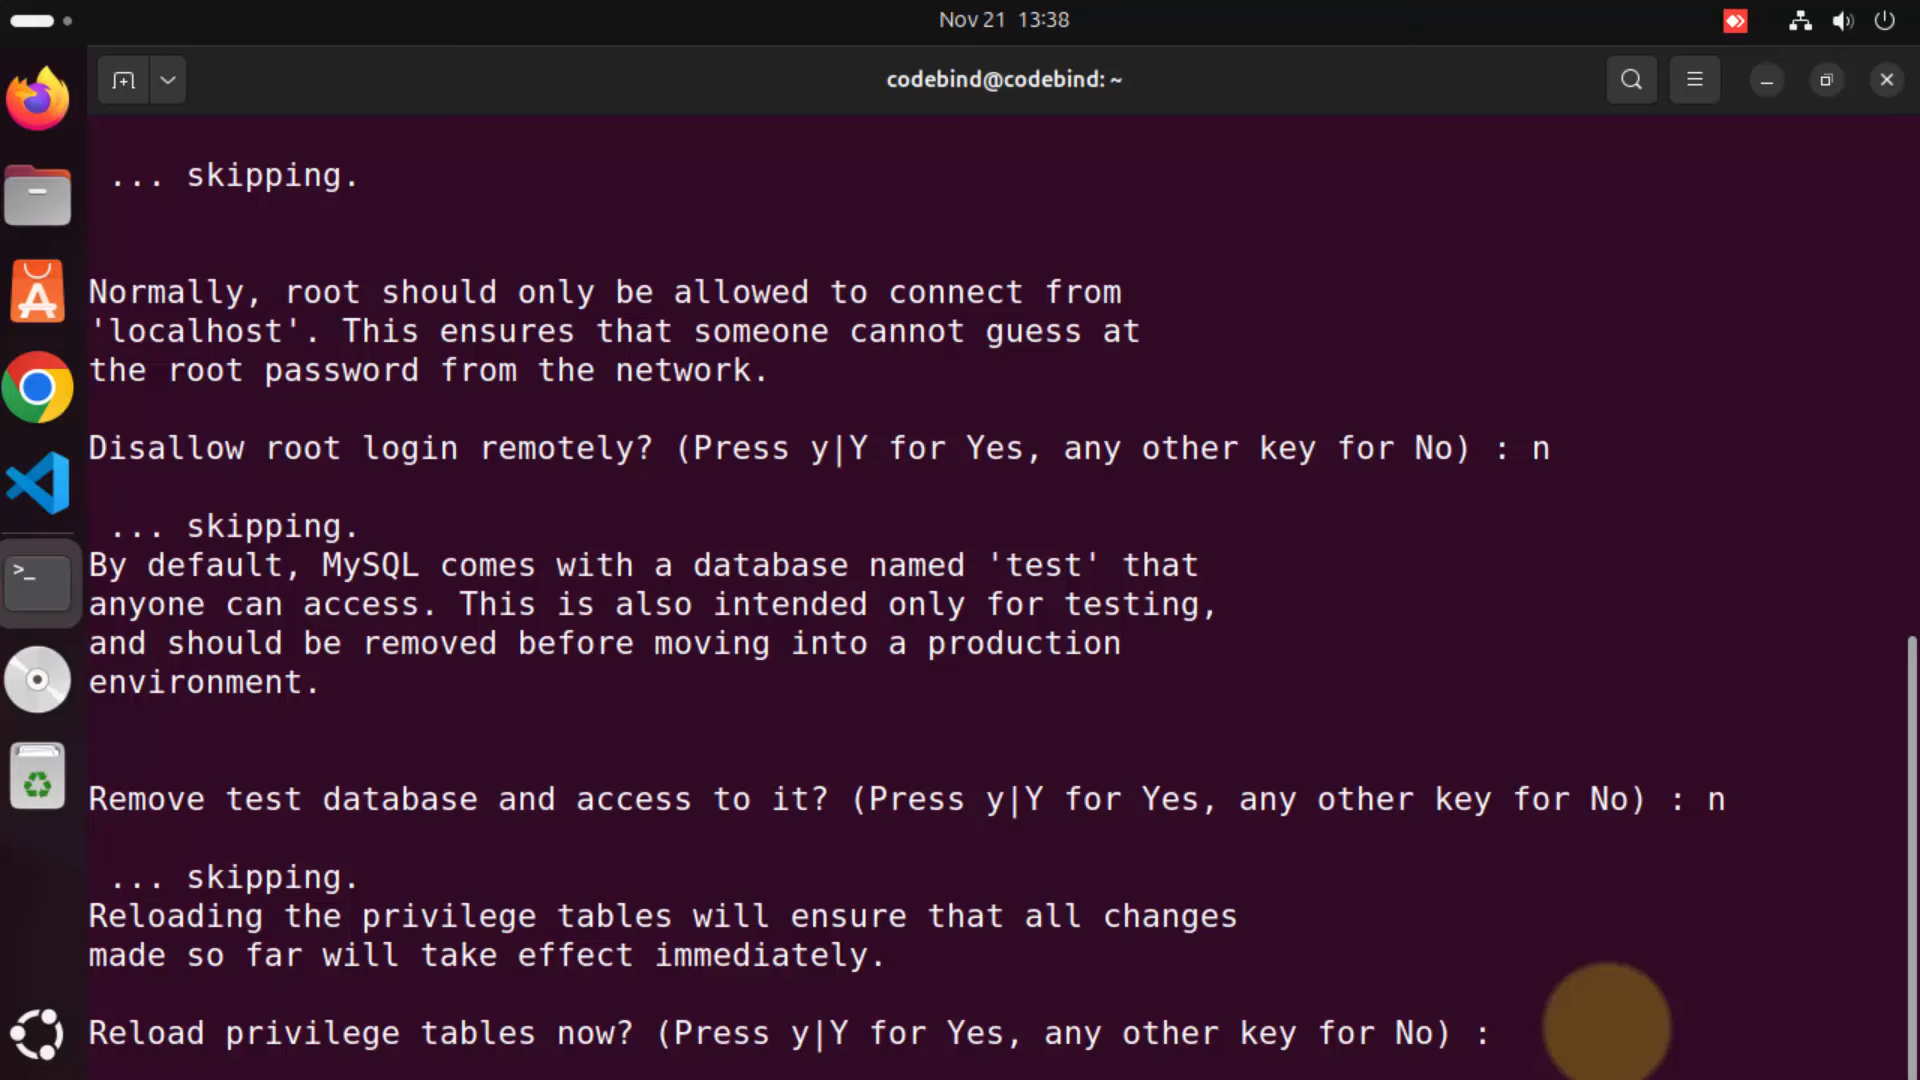 Nov 21 13:38
codebind@codebind: ~
... skipping.
Normally, root should only be allowed to connect from
'localhost'. This ensures that someone cannot guess at
the root password from the network.
Disallow root login remotely? (Press y|Y for Yes, any other key for No) : n
... skipping.
By default, MySQL comes with a database named 'test' that
anyone can access. This is also intended only for testing,
and should be removed before moving into a production
environment.
Remove test database and access to it? (Press y|Y for Yes, any other key for No) : n
... skipping.
Reloading the privilege tables will ensure that all changes
made so far will take effect immediately.
Reload privilege tables now? (Press y|Y for Yes, any other key for No) :